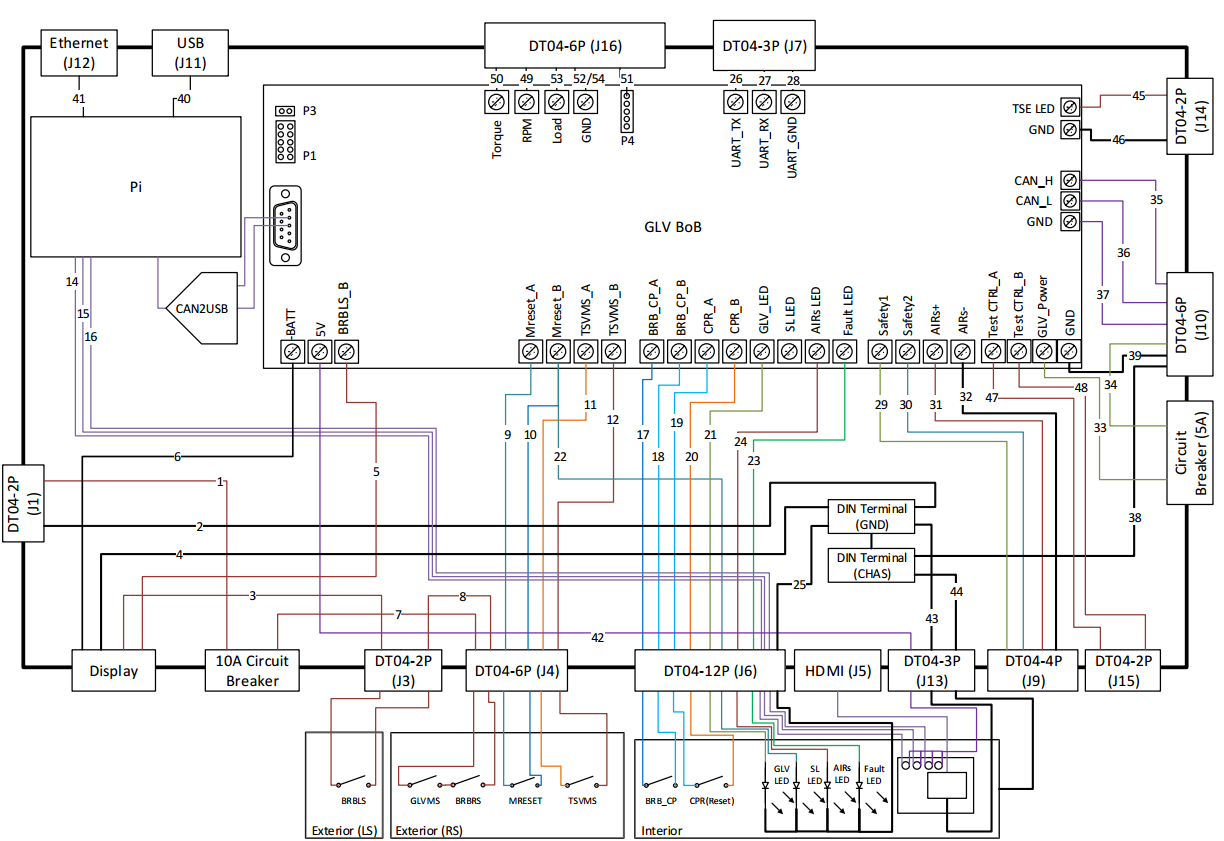 Ethernet
(J12)
USB
(J11)
DT04-6P (J16)
DT04-3P (J7)
50
49
53
52/54
51
26
27
28
41
40
P3
P1
Torque
RPM
Load
GND
P4
UART_TX
UART_RX
UART_GND
TSE LED
GND
45
46
DT04-2P
(J14)
Pi
CAN_H
CAN_L
GND
35
36
37
GLV BoB
14
15
16
CAN2USB
-BATT
5V
BRBLS_B
Mreset_A
Mreset_B
TSVMS_A
TSVMS_B
BRB_CP_A
BRB_CP_B
CPR_A
CPR_B
GLV_LED
SL LED
AIRs LED
Fault LED
Safety1
Safety2
AIRs+
AIRs-
Test CTRL_A
Test CTRL_B
GLV_Power
GND
DT04-6P
(J10)
39
34
48
47
9
10
11
12
22
17
18
19
20
21
24
23
29
30
31
32
33
Circuit
Breaker (5A)
38
6
5
1
2
4
DT04-2P
(J1)
DIN Terminal
(GND)
DIN Terminal
(CHAS)
25
44
43
3
8
7
42
Display
10A Circuit
Breaker
DT04-2P
(J3)
DT04-6P (J4)
DT04-12P (J6)
HDMI (J5)
DT04-3P
(J13)
DT04-4P
(J9)
DT04-2P
(J15)
BRBLS
Exterior (LS)
GLVMS
BRBRS
MRESET
TSVMS
Exterior (RS)
BRB_CP
CPR(Reset)
GLV
LED
SL
LED
AIRs
LED
Fault
LED
Interior